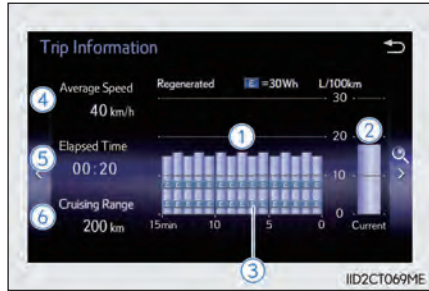 Trip Information
Average Speed
40 km/h
Elapsed Time
00:20
Cruising Range
200 km
Regenerated E =30Wh L/100km
30
20
10
0
15min 10 5 0 Current
1
2
3
4
5
6
E E E E E E E E E E E E E E E
E E E E E E E E E E E E E E E
IID2CT069ME